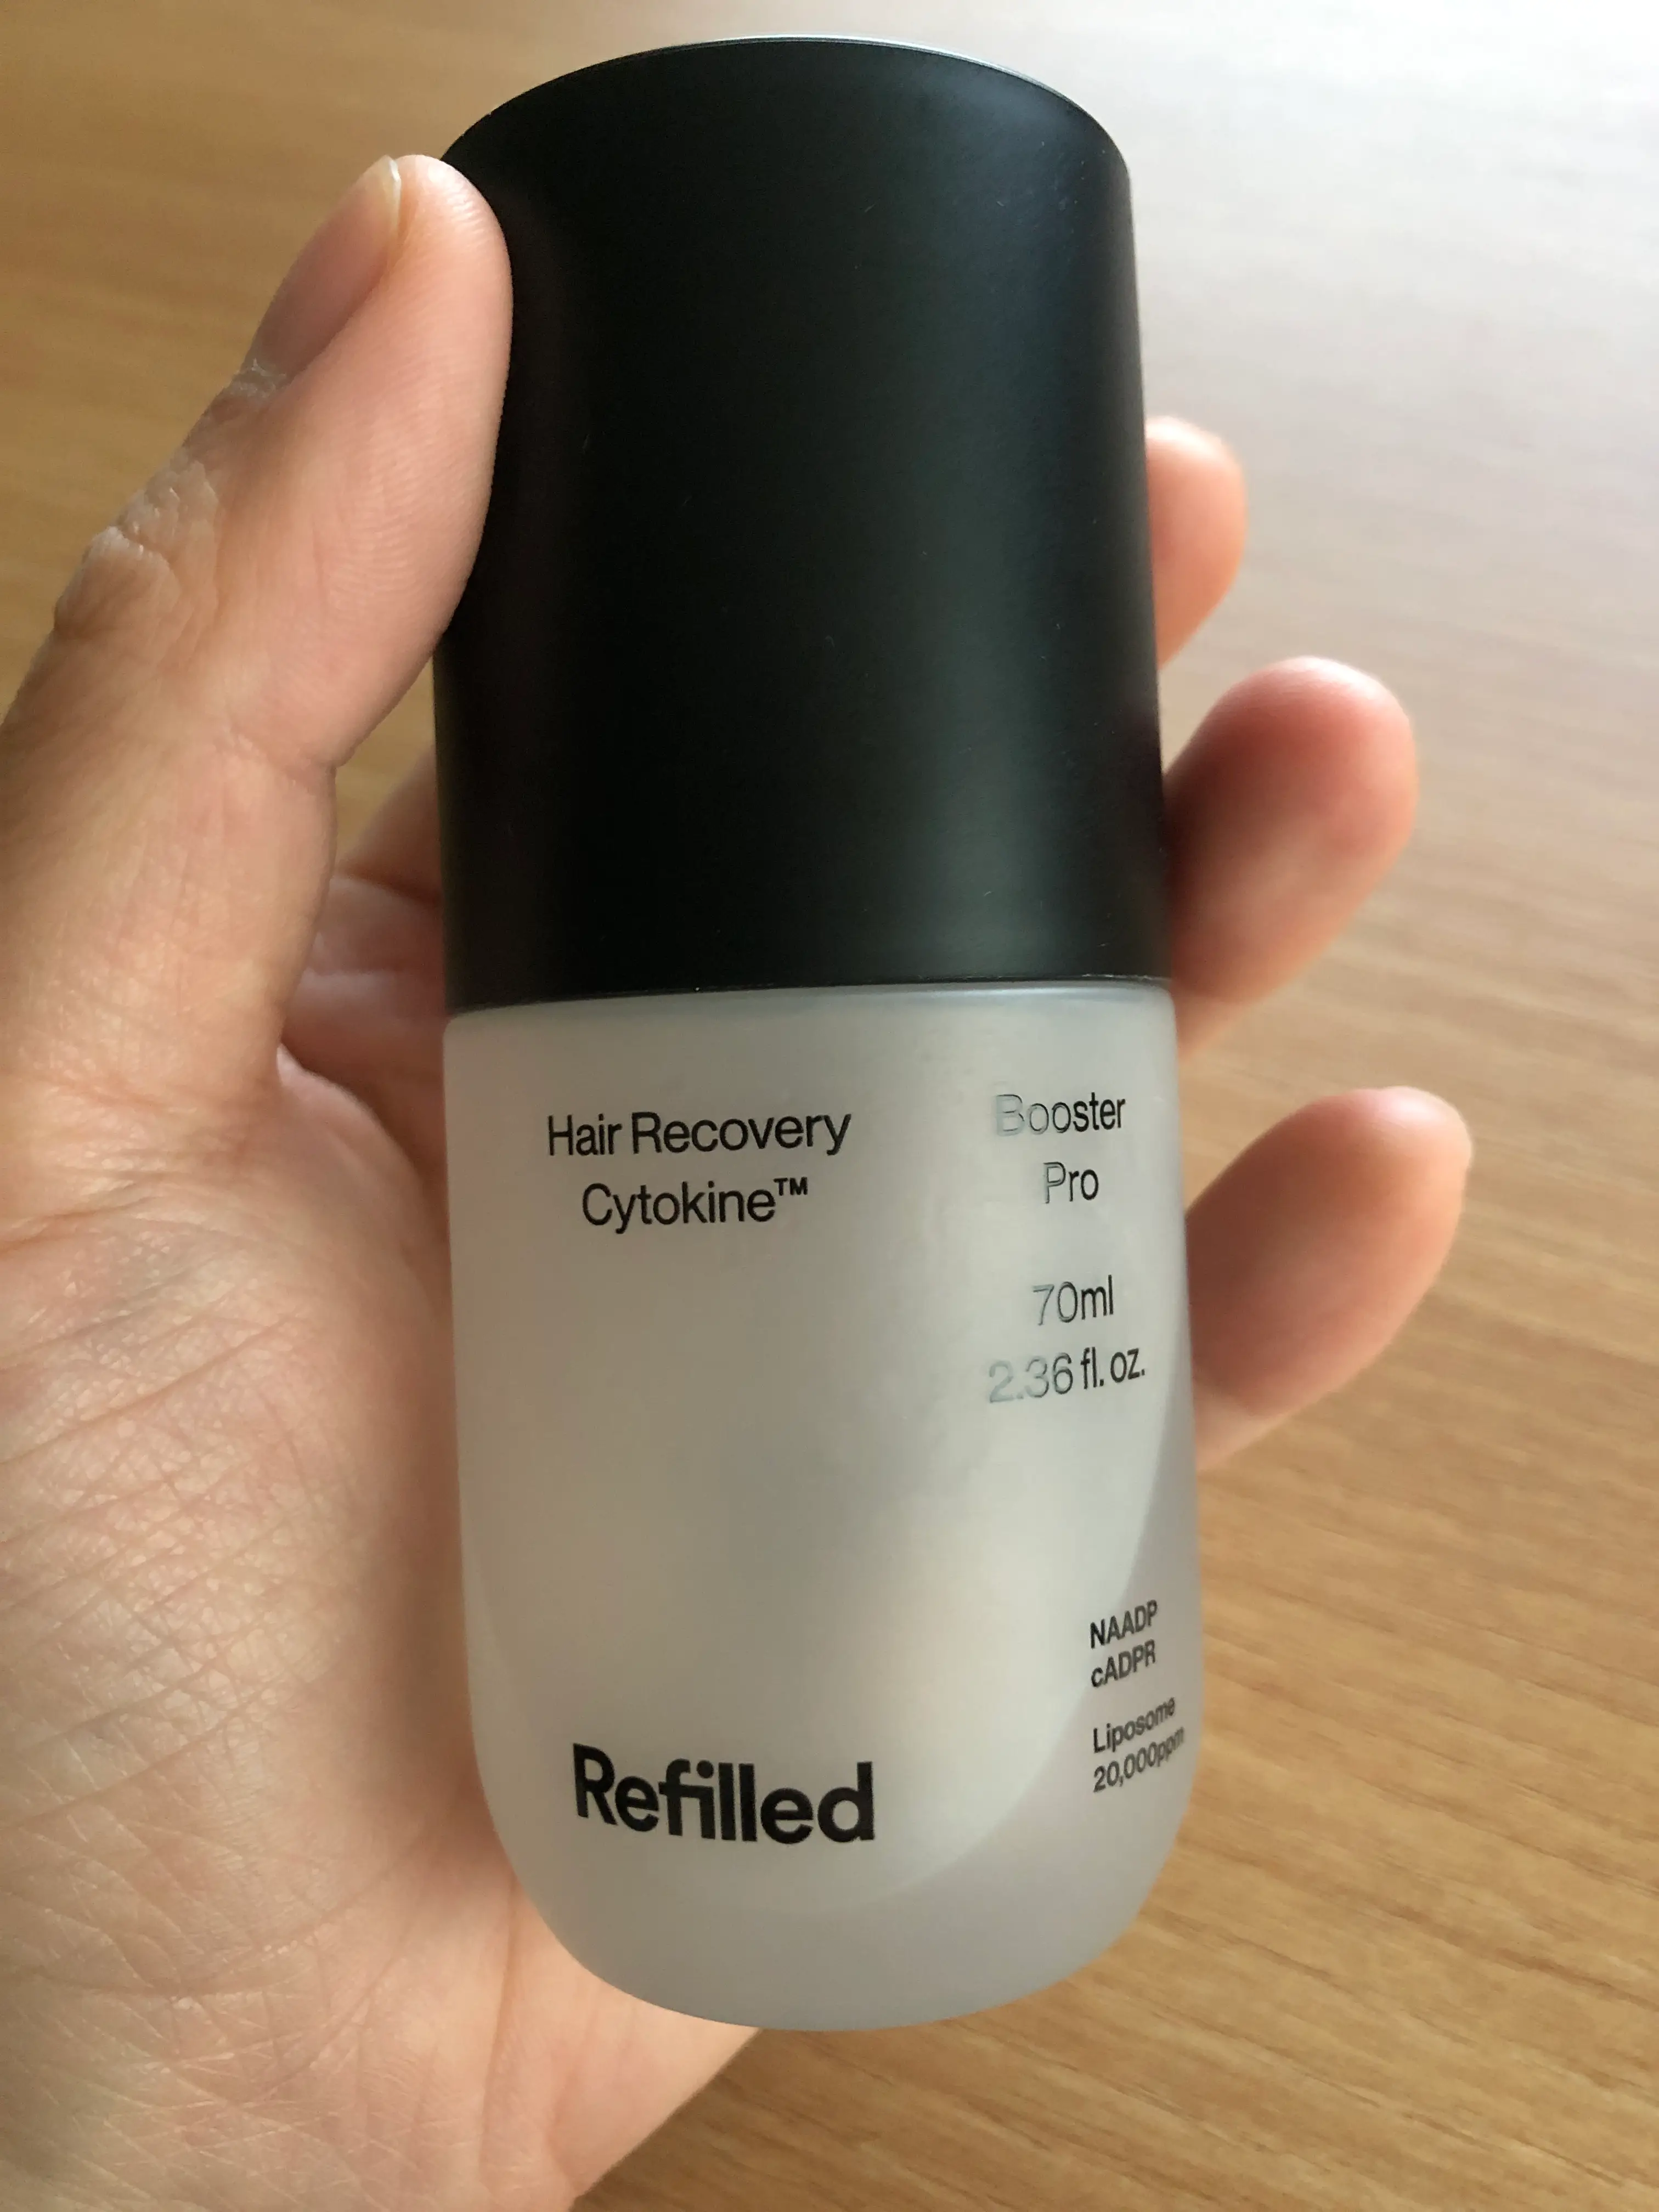 Hair Recovery
Cytokine™
Booster
Pro
70ml
2.36 fl. oz.
NAADP
cADPR
Liposome
20,000ppm
Refilled